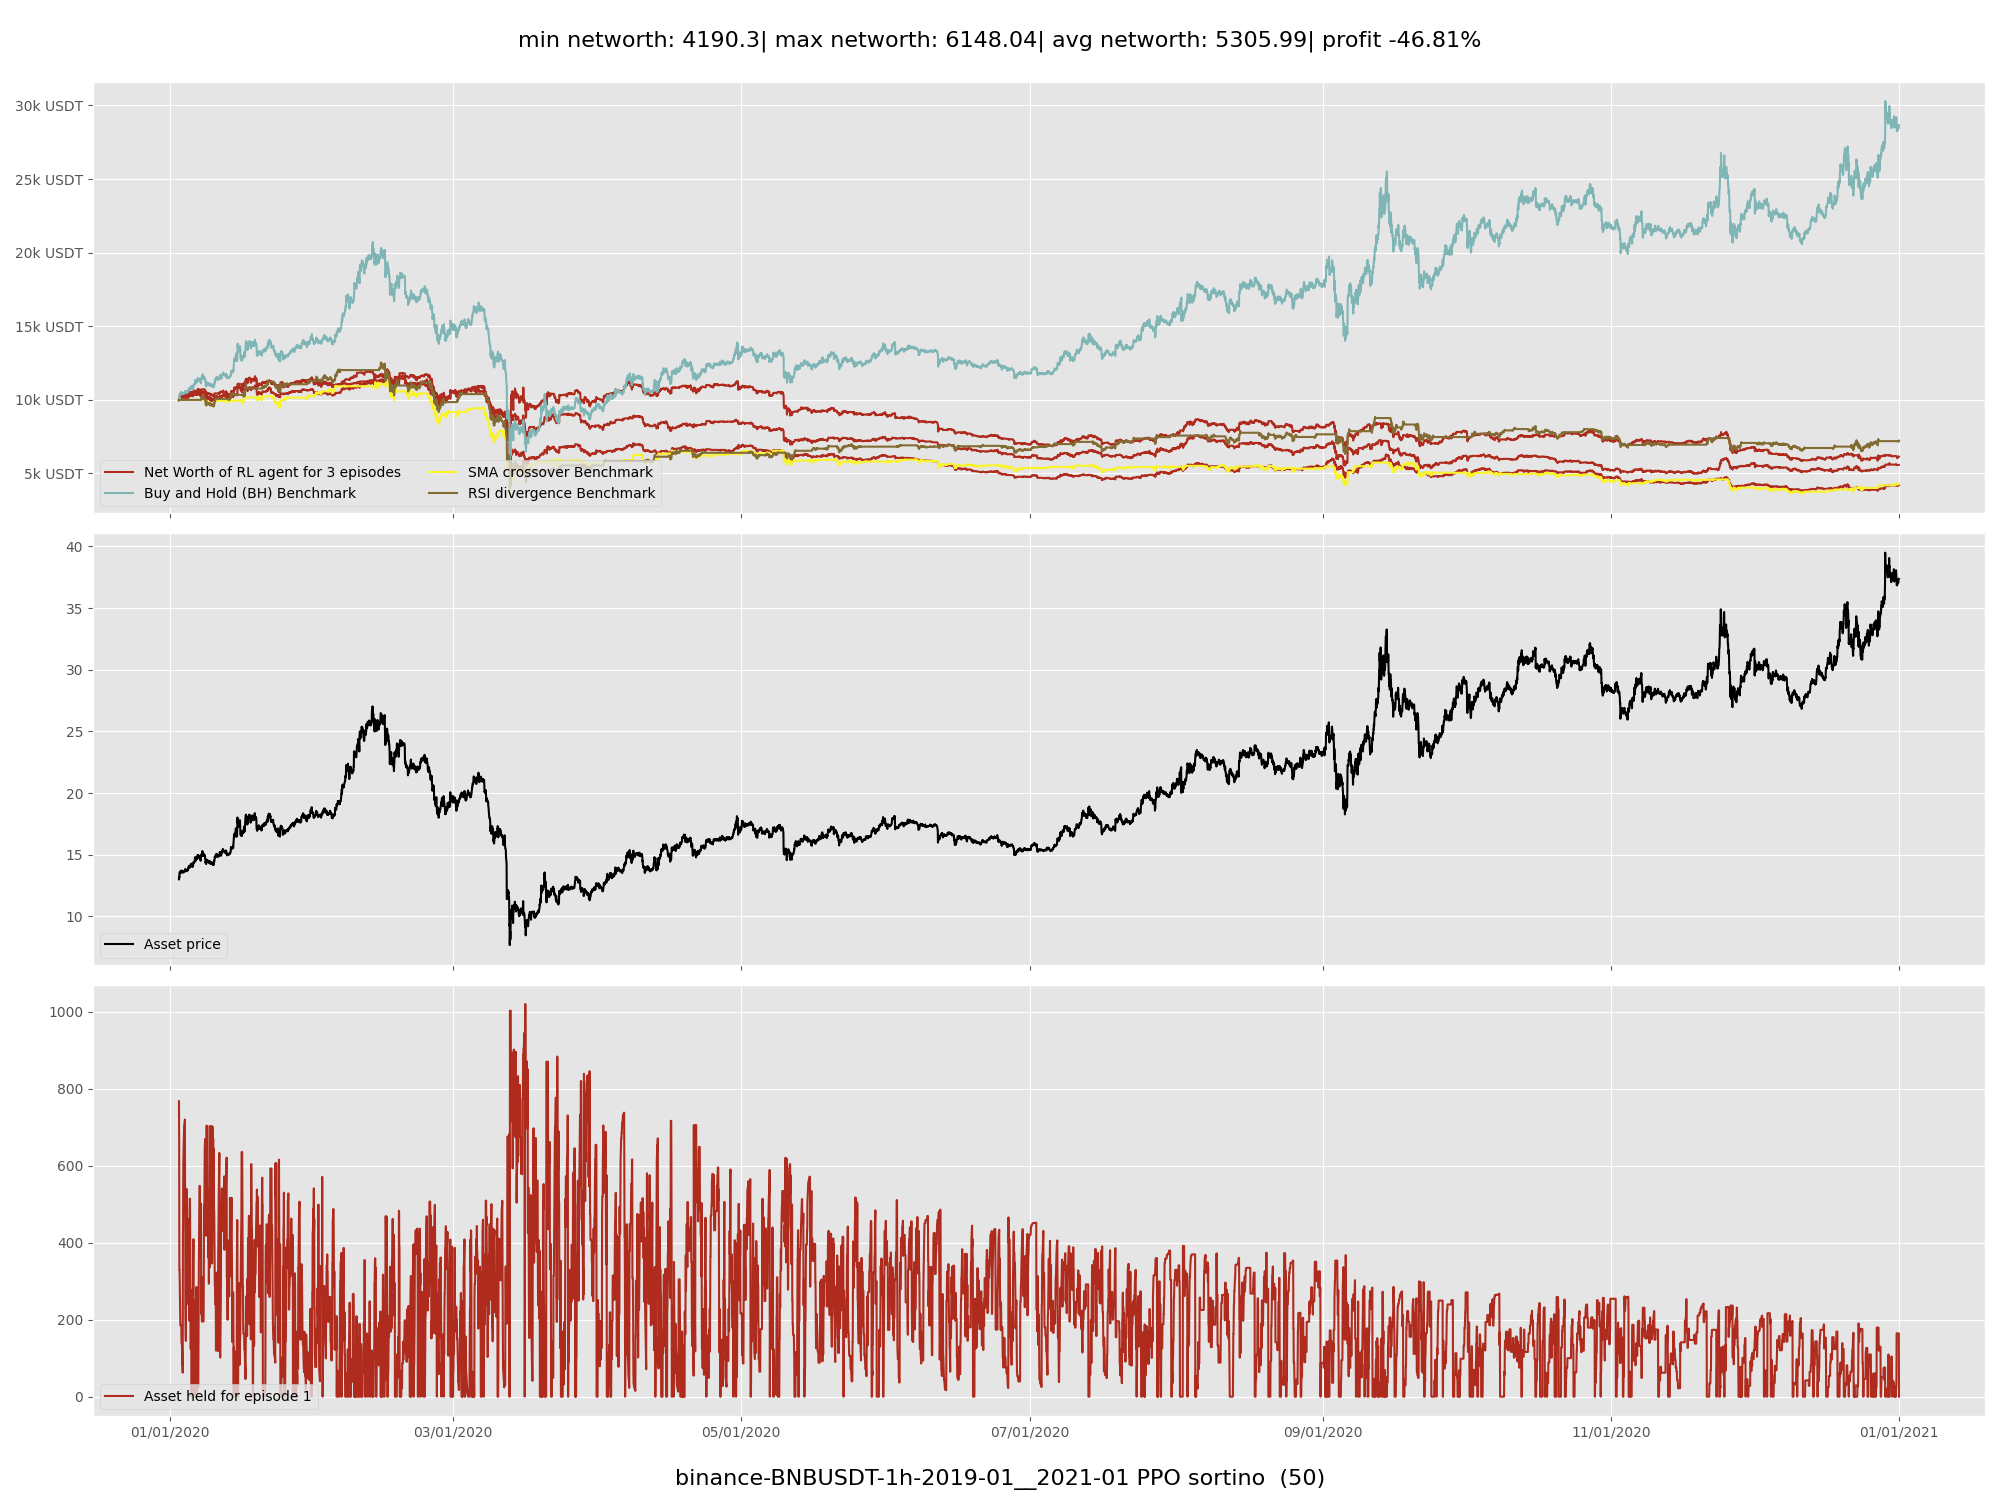 min networth: 4190.3| max networth: 6148.04| avg networth: 5305.99| profit -46.81%
30k USDT
25k USDT
20k USDT
15k USDT
10k USDT
5k USDT
Net Worth of RL agent for 3 episodes
Buy and Hold (BH) Benchmark
SMA crossover Benchmark
RSI divergence Benchmark
40
35
30
25
20
15
10
Asset price
1000
800
600
400
200
0
Asset held for episode 1
01/01/2020 03/01/2020 05/01/2020 07/01/2020 09/01/2020 11/01/2020 01/01/2021
binance-BNBUSDT-1h-2019-01__2021-01 PPO sortino (50)